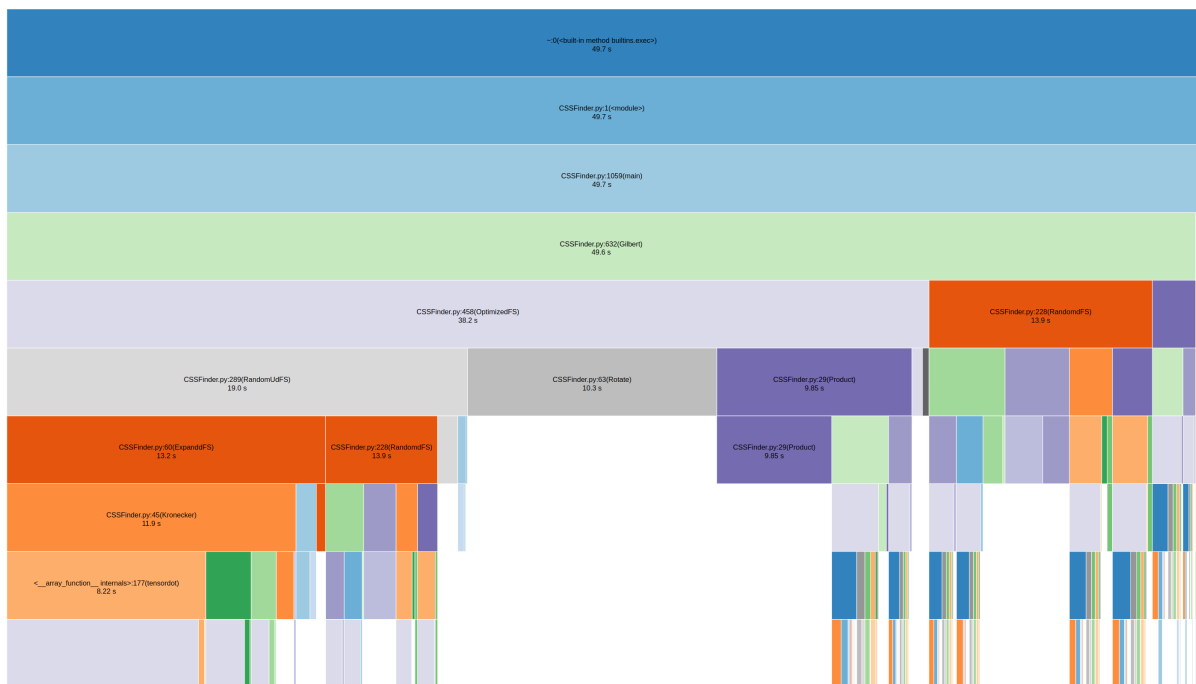 ~:0(<built-in method builtins.exec>)
49.7 s
CSSFinder.py:1(<module>)
49.7 s
CSSFinder.py:1059(main)
49.7 s
CSSFinder.py:632(Gilbert)
49.6 s
CSSFinder.py:458(OptimizedFS)
38.2 s
CSSFinder.py:228(RandomdFS)
13.9 s
CSSFinder.py:289(RandomUdFS)
19.0 s
CSSFinder.py:63(Rotate)
10.3 s
CSSFinder.py:29(Product)
9.85 s
CSSFinder.py:60(ExpanddFS)
13.2 s
CSSFinder.py:228(RandomdFS)
13.9 s
CSSFinder.py:29(Product)
9.85 s
CSSFinder.py:45(Kronecker)
11.9 s
<__array_function__ internals>:177(tensordot)
8.22 s